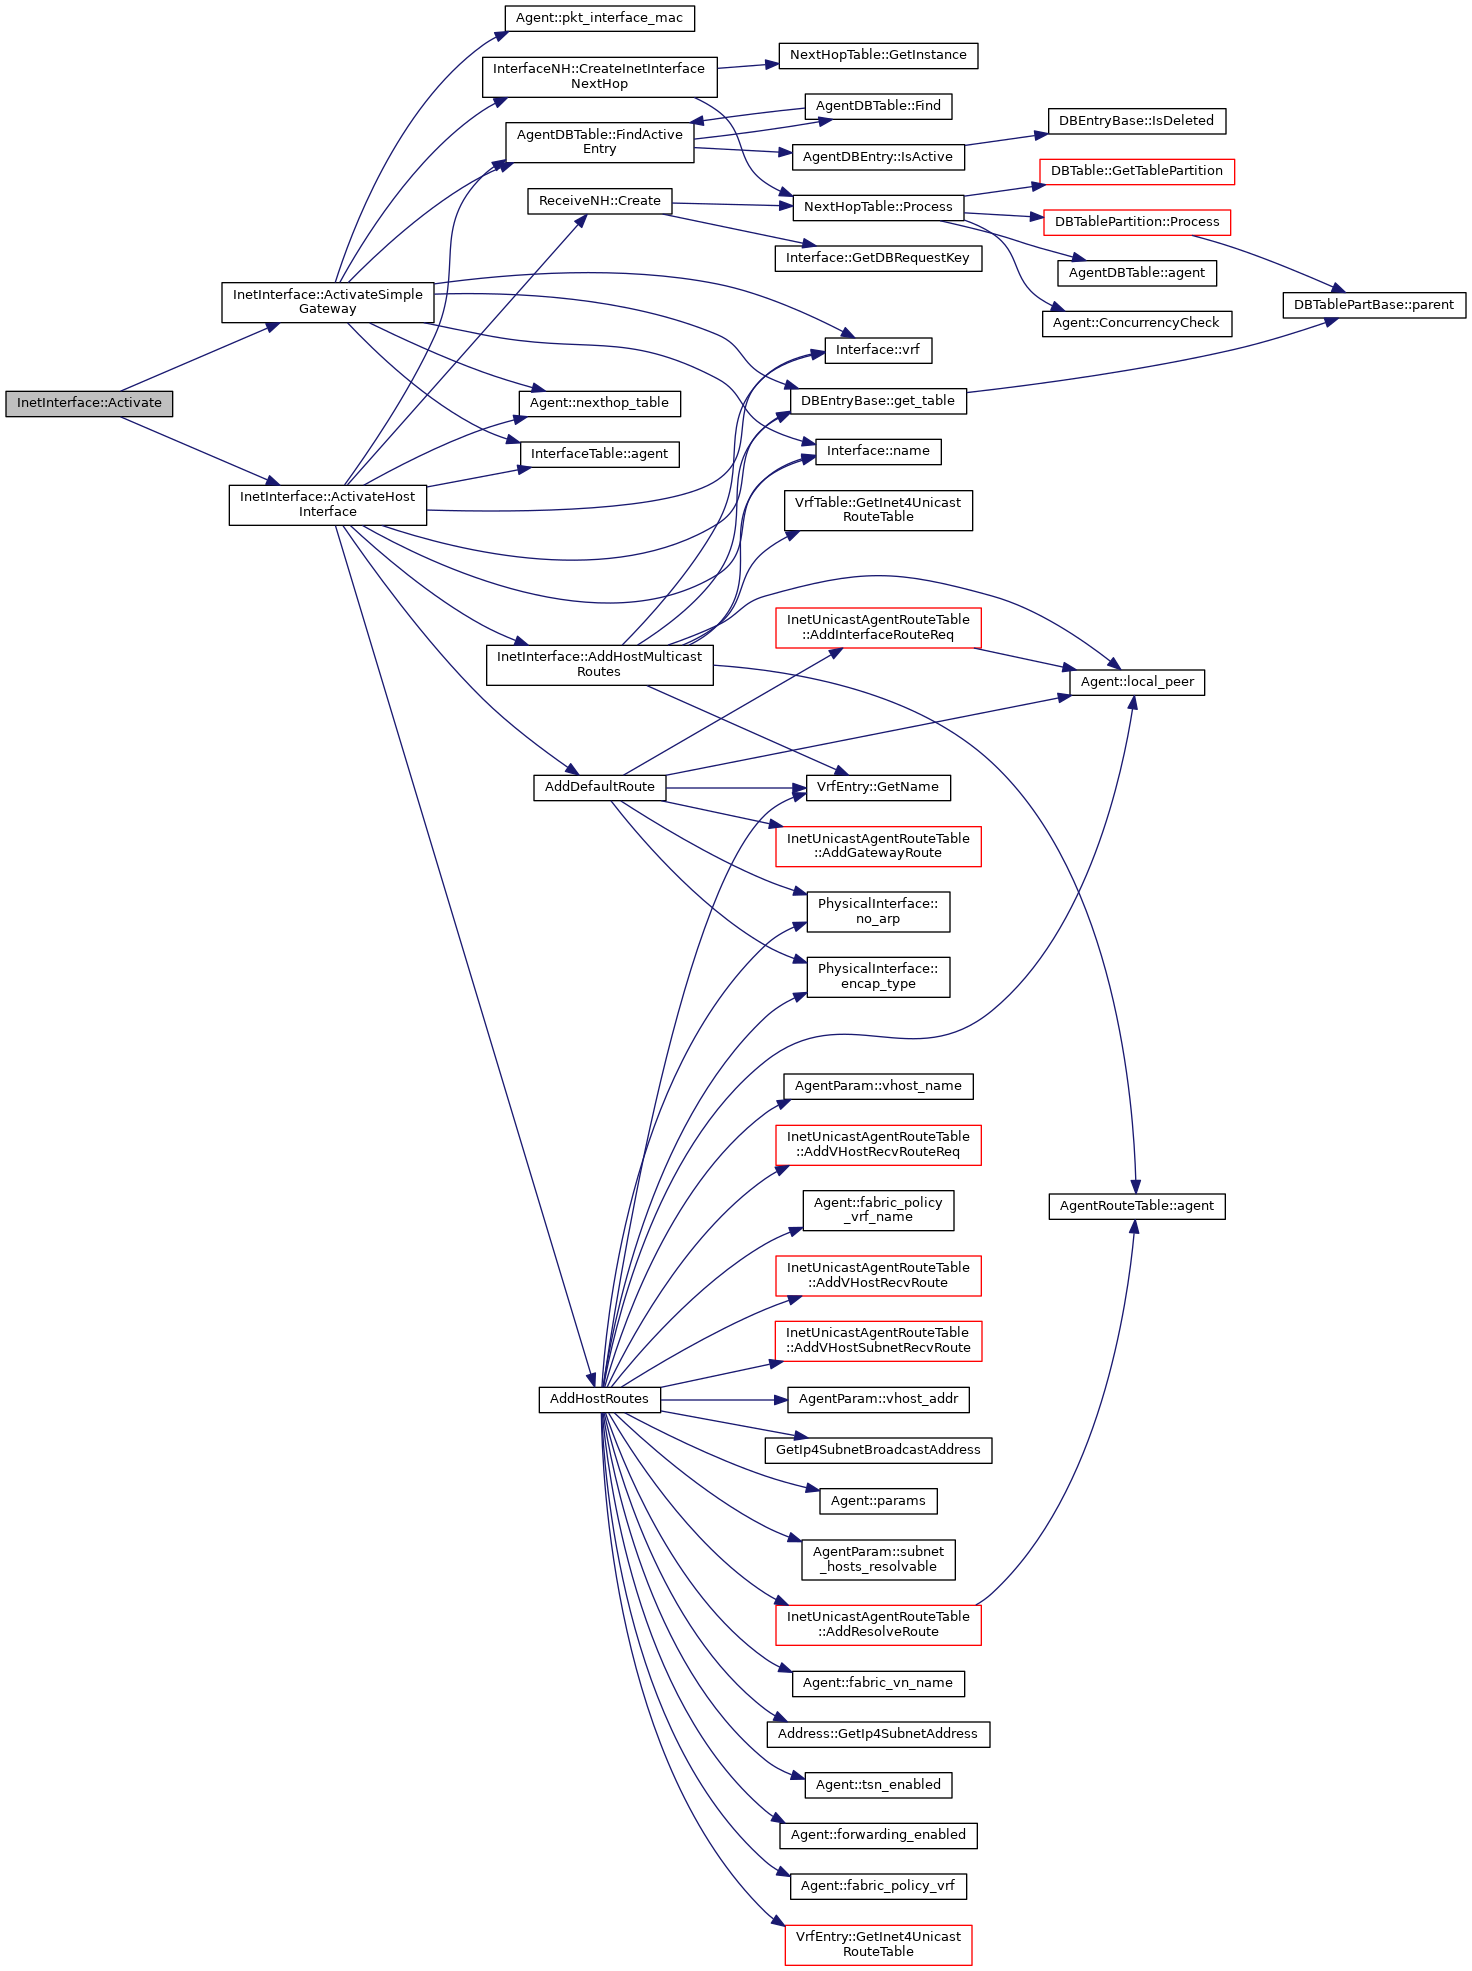 Agent::pkt_interface_mac
NextHopTable::GetInstance
InterfaceNH::CreateInetInterface
NextHop
AgentDBTable::Find
DBEntryBase::IsDeleted
AgentDBTable::FindActive
Entry
AgentDBEntry::IsActive
DBTable::GetTablePartition
ReceiveNH::Create
NextHopTable::Process
DBTablePartition::Process
Interface::GetDBRequestKey
AgentDBTable::agent
InetInterface::ActivateSimple
Gateway
DBTablePartBase::parent
Agent::ConcurrencyCheck
Interface::vrf
InetInterface::Activate
Agent::nexthop_table
DBEntryBase::get_table
InterfaceTable::agent
Interface::name
InetInterface::ActivateHost
Interface
VrfTable::GetInet4Unicast
RouteTable
InetUnicastAgentRouteTable
::AddInterfaceRouteReq
InetInterface::AddHostMulticast
Routes
Agent::local_peer
AddDefaultRoute
VrfEntry::GetName
InetUnicastAgentRouteTable
::AddGatewayRoute
PhysicalInterface::
no_arp
PhysicalInterface::
encap_type
AgentParam::vhost_name
InetUnicastAgentRouteTable
::AddVHostRecvRouteReq
Agent::fabric_policy
_vrf_name
AgentRouteTable::agent
InetUnicastAgentRouteTable
::AddVHostRecvRoute
InetUnicastAgentRouteTable
::AddVHostSubnetRecvRoute
AddHostRoutes
AgentParam::vhost_addr
GetIp4SubnetBroadcastAddress
Agent::params
AgentParam::subnet
_hosts_resolvable
InetUnicastAgentRouteTable
::AddResolveRoute
Agent::fabric_vn_name
Address::GetIp4SubnetAddress
Agent::tsn_enabled
Agent::forwarding_enabled
Agent::fabric_policy_vrf
VrfEntry::GetInet4Unicast
RouteTable